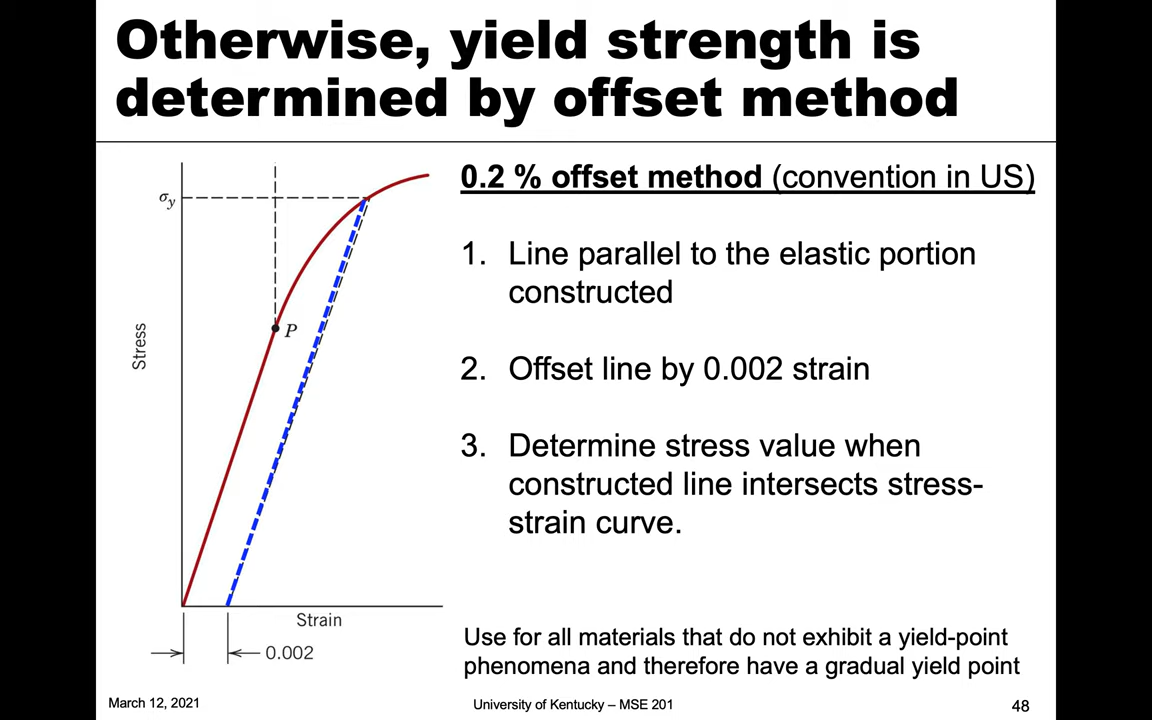 Otherwise, yield strength is
determined by offset method
0.2 % offset method (convention in US)
1. Line parallel to the elastic portion
constructed
2. Offset line by 0.002 strain
3. Determine stress value when
constructed line intersects stress-
strain curve.
σy
P
Stress
Strain
0.002
Use for all materials that do not exhibit a yield-point
phenomena and therefore have a gradual yield point
March 12, 2021
University of Kentucky – MSE 201
48